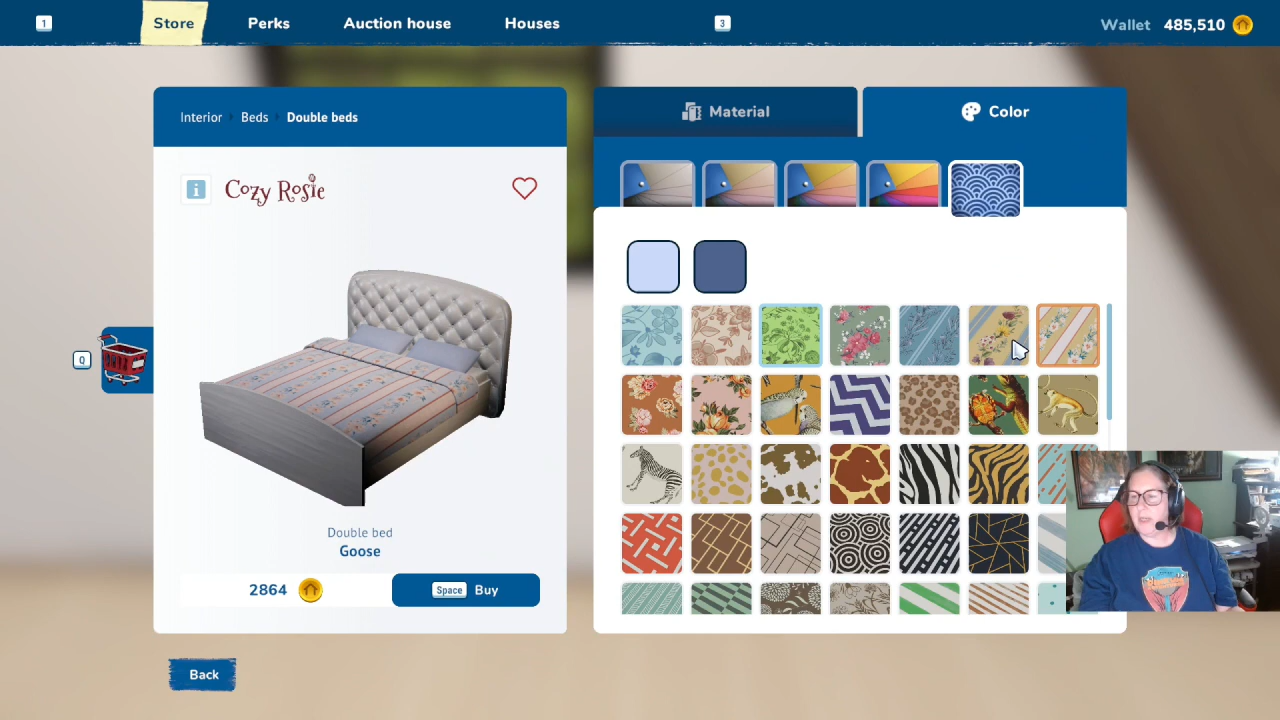 1
Store
Perks
Auction house
Houses
3
Wallet 485,510
Interior Beds Double beds
i
Cozy Rosie
Q
Double bed
Goose
2864
Space Buy
Back
Material
Color